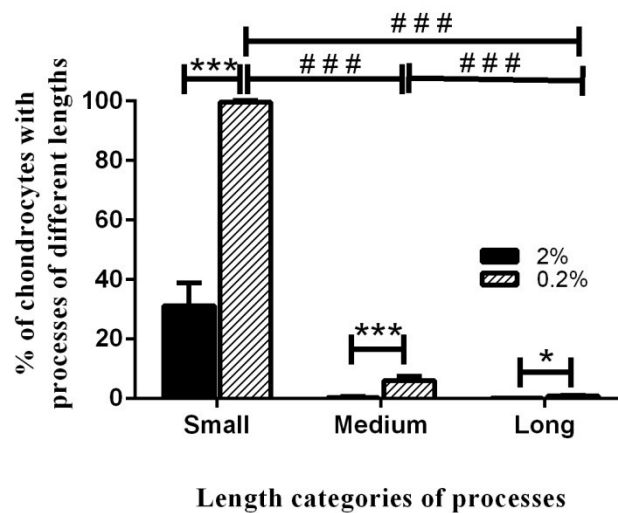 # # #
*** # # # # # #
% of chondrocytes with
processes of different lengths
100
80
60
40
20
0
2%
0.2%
***
*
Small Medium Long
Length categories of processes